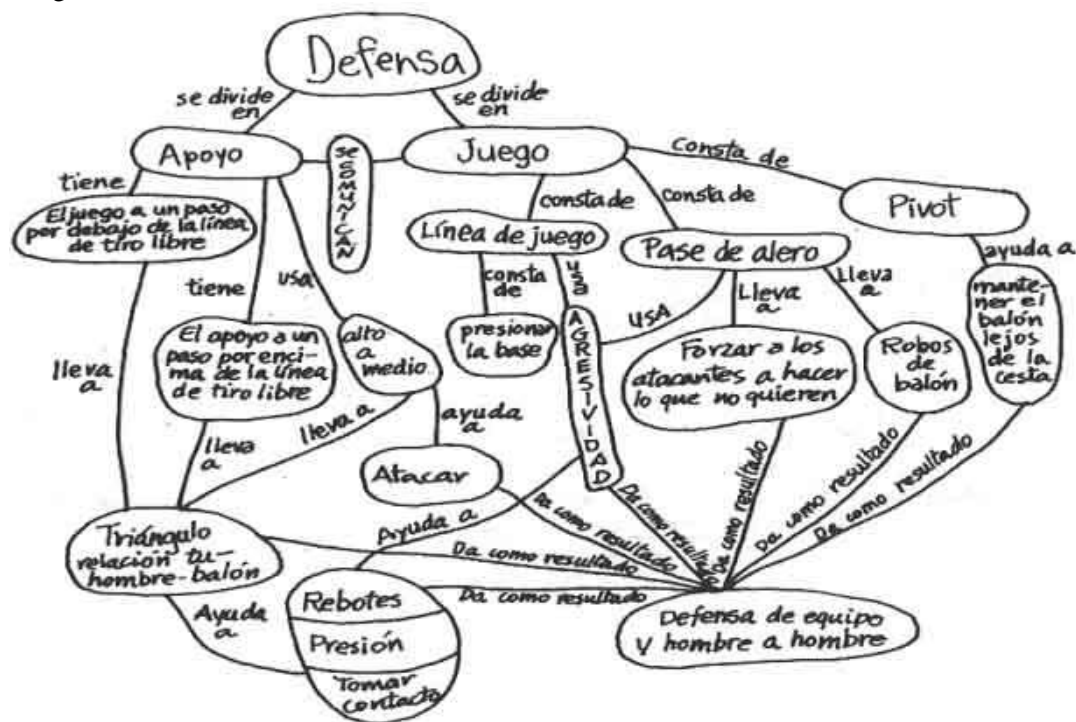 Defensa
se divide
en
se divide
en
Apoyo
se COMUNICAN
Juego
Consta de
Pivot
tiene
El juego a un paso
por debajo de la línea
de tiro libre
tiene
usa
consta de
consta de
Línea de juego
Pase de alero
ayuda a
consta
de
usa
USA
Lleva
a
Lleva
a
mante-
ner el
balón
lejos
de la
cesta
presionar
la base
AGRESIVIDAD
El apoyo a un
paso por enci-
ma de la línea
de tiro libre
alto
a
medio
Forzar a los
atacantes a hacer
lo que no quieren
Robos
de
balón
lleva
a
lleva
a
lleva a
ayuda
a
Atacar
Ayuda a
Da como resultado
Da como resultado
Da como resultado
Da como resultado
Da como resultado
Triángulo
relación tu-
hombre-balón
Da como resultado
Ayuda
a
Rebotes
Presión
Tomar
contacto
Da como resultado
Defensa de equipo
y hombre a hombre